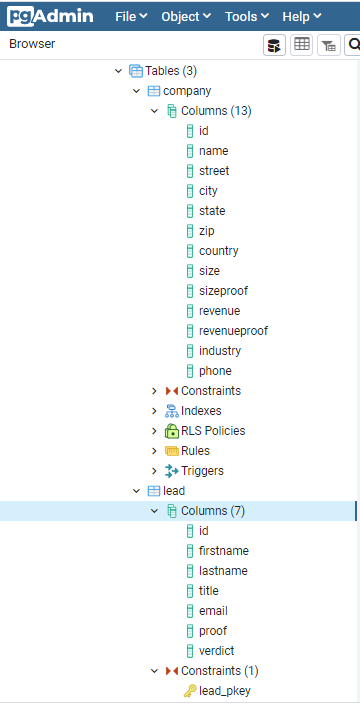 pgAdmin File Object Tools Help
Browser
Tables (3)
company
Columns (13)
id
name
street
city
state
zip
country
size
sizeproof
revenue
revenueproof
industry
phone
Constraints
Indexes
RLS Policies
Rules
Triggers
lead
Columns (7)
id
firstname
lastname
title
email
proof
verdict
Constraints (1)
lead_pkey